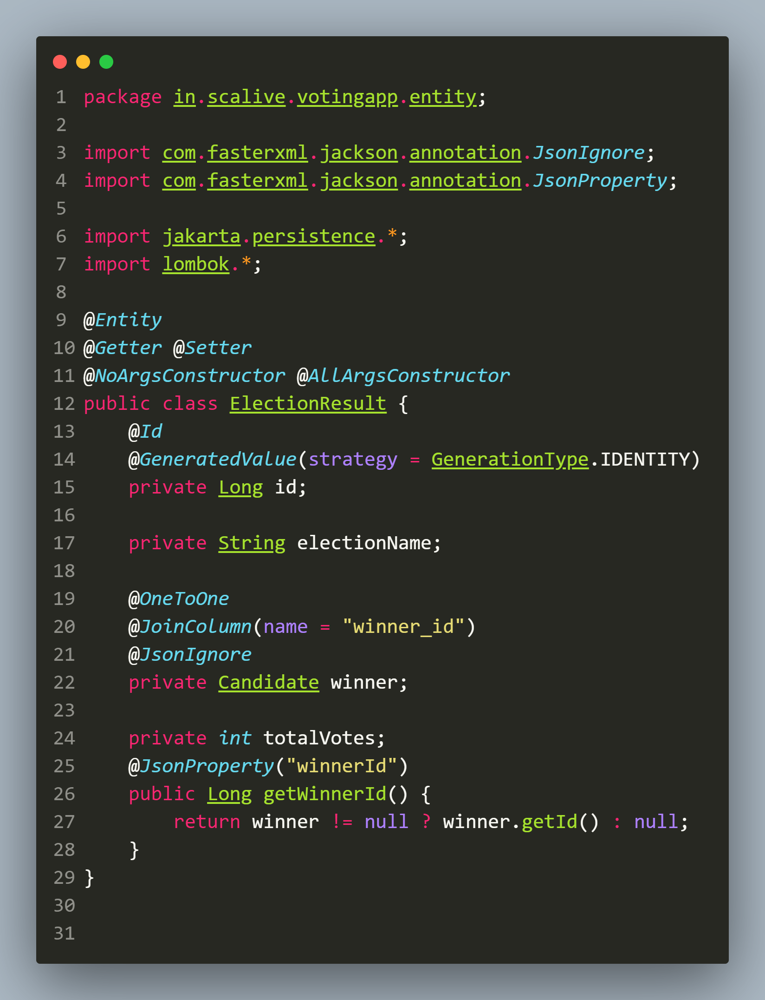 1 package in.scalive.votingapp.entity;
2
3 import com.fasterxml.jackson.annotation.JsonIgnore;
4 import com.fasterxml.jackson.annotation.JsonProperty;
5
6 import jakarta.persistence.*;
7 import lombok.*;
8
9 @Entity
10 @Getter @Setter
11 @NoArgsConstructor @AllArgsConstructor
12 public class ElectionResult {
13     @Id
14     @GeneratedValue(strategy = GenerationType.IDENTITY)
15     private Long id;
16
17     private String electionName;
18
19     @OneToOne
20     @JoinColumn(name = "winner_id")
21     @JsonIgnore
22     private Candidate winner;
23
24     private int totalVotes;
25     @JsonProperty("winnerId")
26     public Long getWinnerId() {
27         return winner != null ? winner.getId() : null;
28     }
29 }
30
31